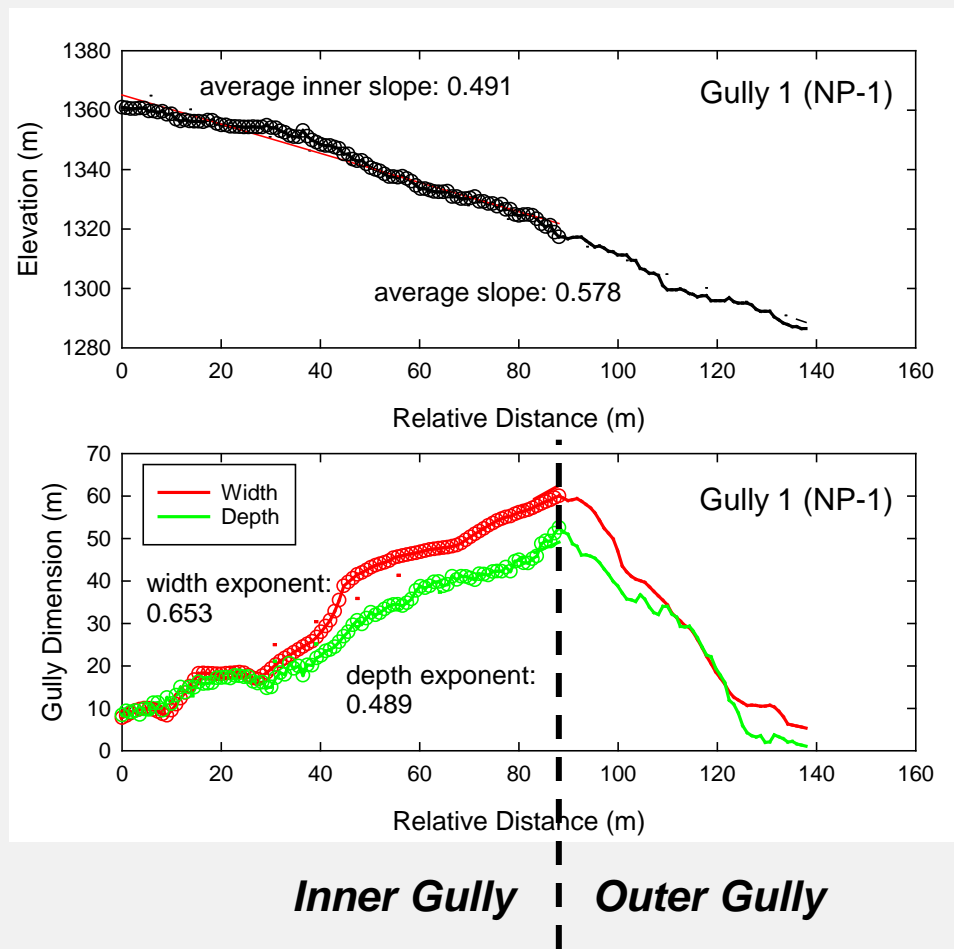 1380
1360
1340
1320
1300
1280
Elevation (m)
average inner slope: 0.491
Gully 1 (NP-1)
average slope: 0.578
0 20 40 60 80 100 120 140 160
Relative Distance (m)
70
60
50
40
30
20
10
0
Gully Dimension (m)
Width
Depth
Gully 1 (NP-1)
width exponent:
0.653
depth exponent:
0.489
0 20 40 60 80 100 120 140 160
Relative Distance (m)
Inner Gully
Outer Gully